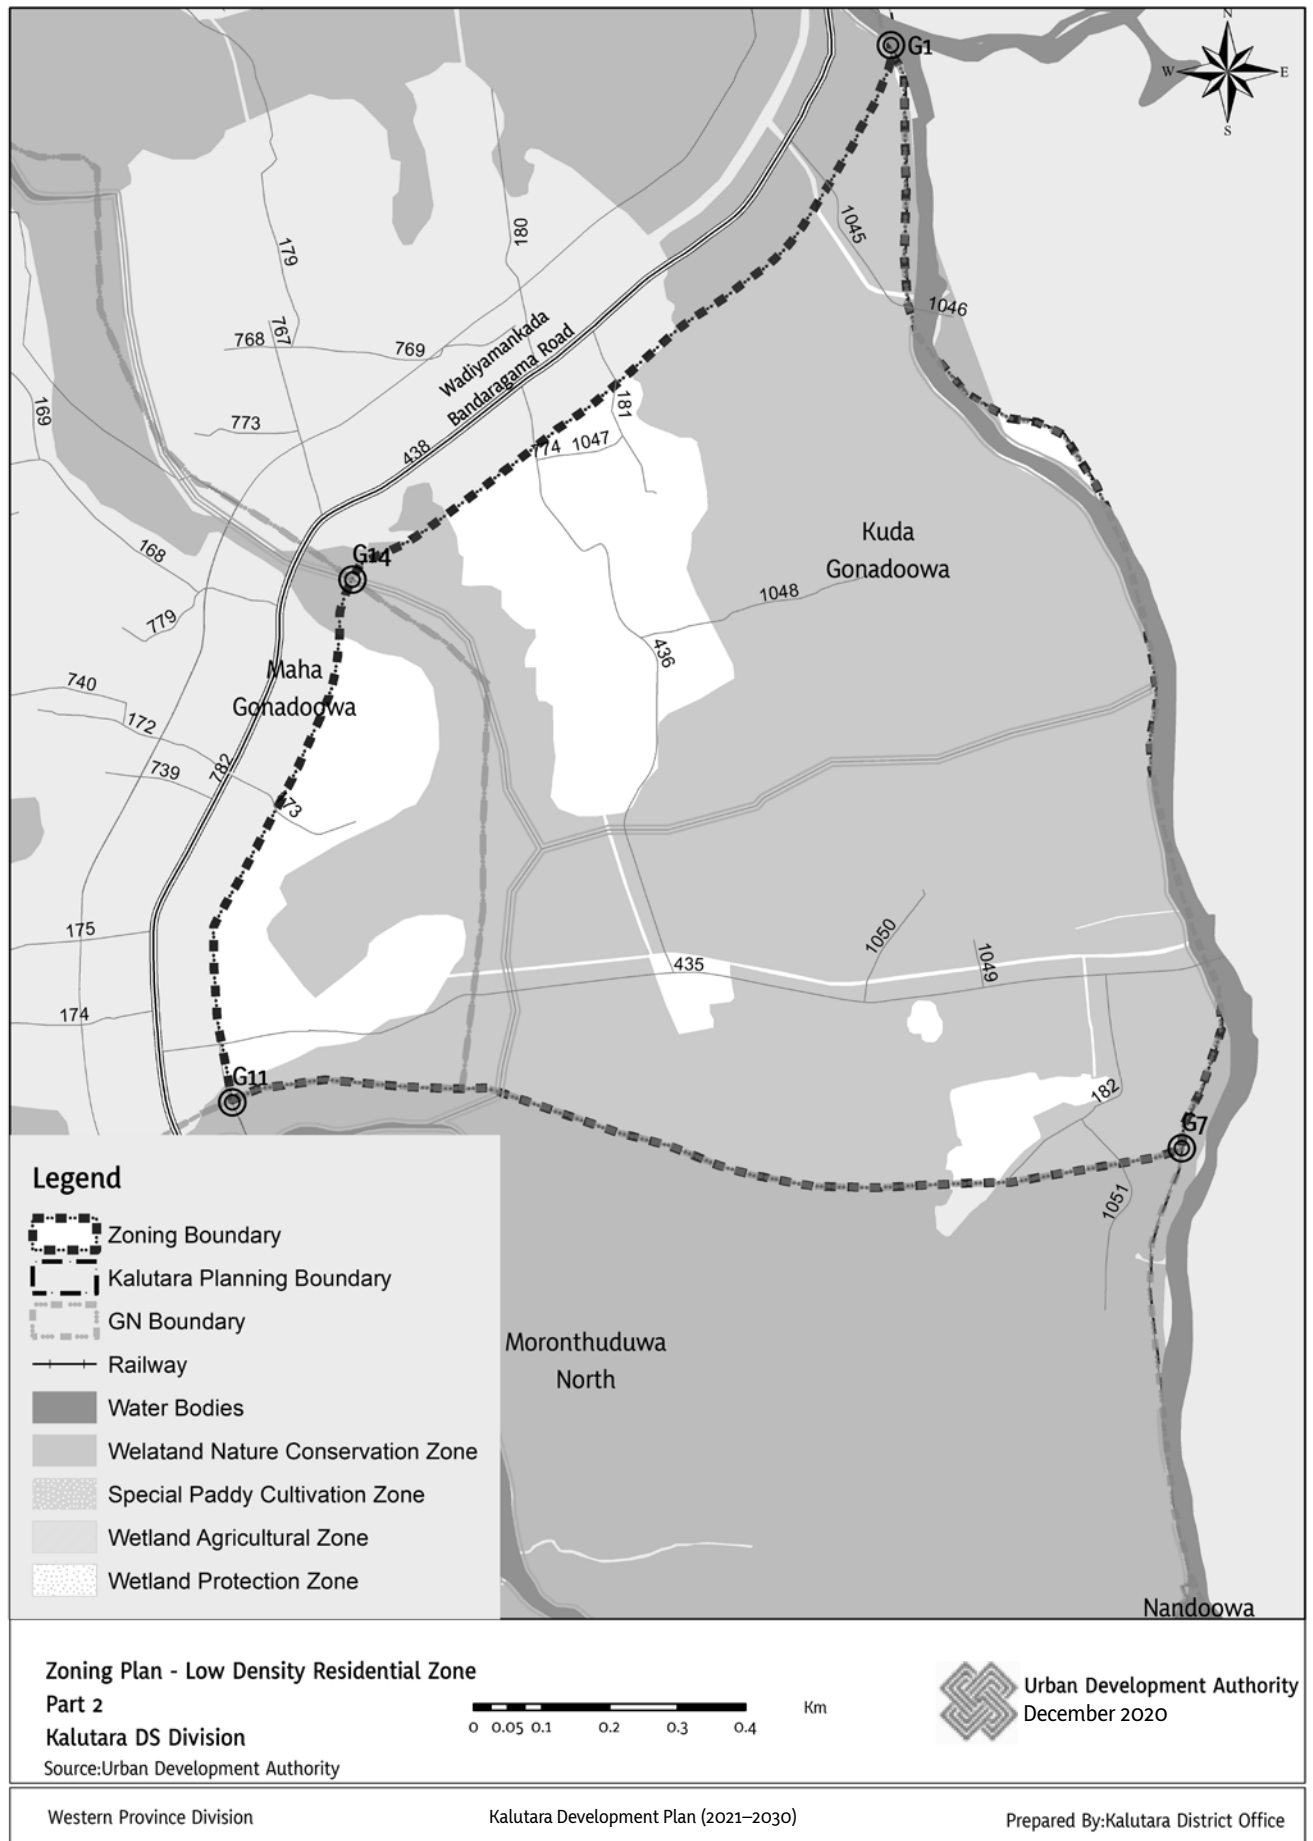 N
W
E
S
G1
1045
1046
180
179
767
768
769
Wadiyamankada
Bandaragama Road
169
773
438
181
774
1047
G14
168
779
Kuda
Gonadoowa
1048
436
Maha
Gonadoowa
740
172
739
782
73
175
174
435
1050
1049
G11
182
G7
1051
Legend
Zoning Boundary
Kalutara Planning Boundary
GN Boundary
Railway
Water Bodies
Welatand Nature Conservation Zone
Special Paddy Cultivation Zone
Wetland Agricultural Zone
Wetland Protection Zone
Moronthuduwa
North
Nandoowa
Zoning Plan - Low Density Residential Zone
Part 2
Kalutara DS Division
Source:Urban Development Authority
0 0.05 0.1 0.2 0.3 0.4
Km
Urban Development Authority
December 2020
Western Province Division
Kalutara Development Plan (2021–2030)
Prepared By:Kalutara District Office